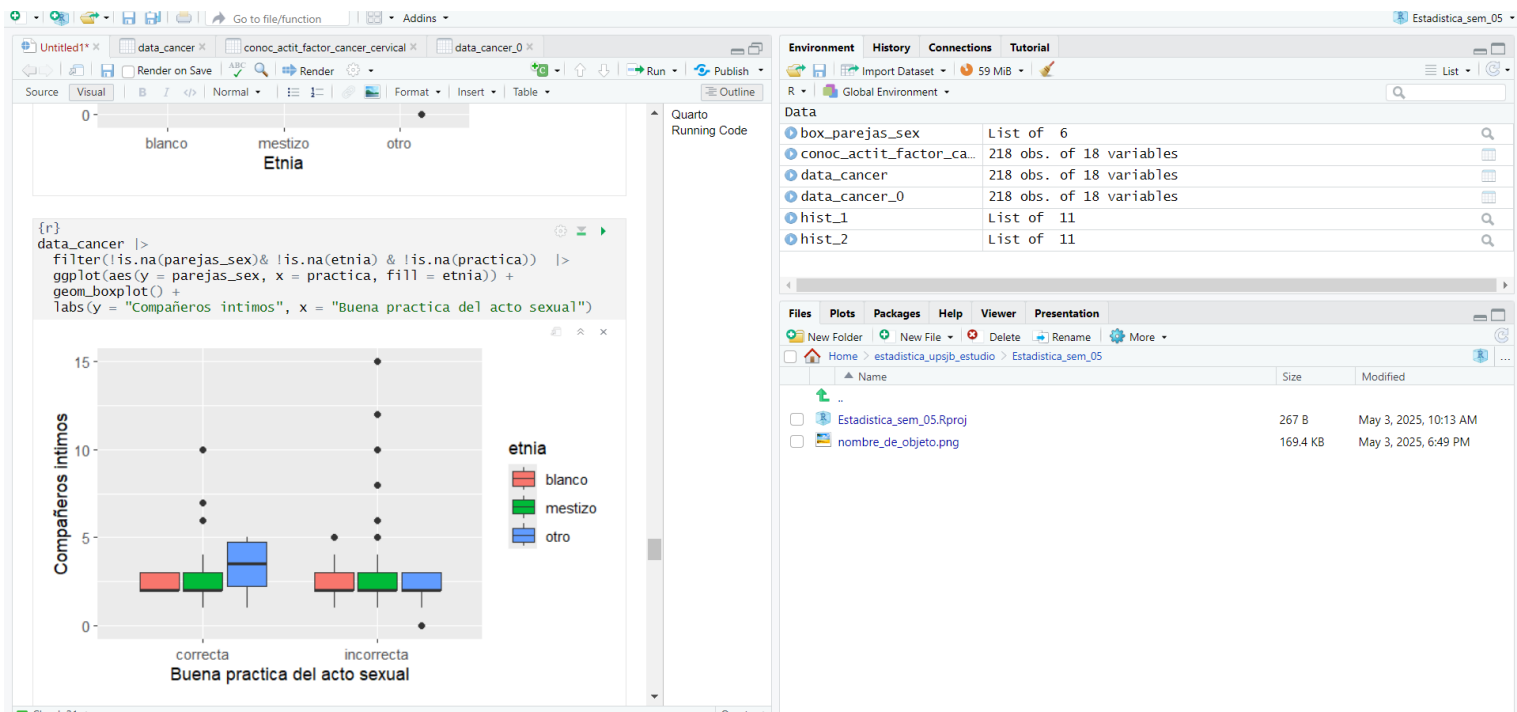 Go to file/function
Addins
Estadistica_sem_05
Untitled1*
data_cancer
conoc_actit_factor_cancer_cervical
data_cancer_0
Render on Save
ABC
Render
Run
Publish
Source
Visual
B
I
</>
Normal
Format
Insert
Table
Outline
0
blanco
mestizo
otro
Etnia
Quarto
Running Code
{r}
data_cancer |>
filter(!is.na(parejas_sex)& !is.na(etnia) & !is.na(practica)) |>
ggplot(aes(y = parejas_sex, x = practica, fill = etnia)) +
geom_boxplot() +
labs(y = "Compañeros intimos", x = "Buena practica del acto sexual")
15
10
5
0
Compañeros intimos
correcta
incorrecta
Buena practica del acto sexual
etnia
blanco
mestizo
otro
Environment
History
Connections
Tutorial
Import Dataset
59 MiB
List
R
Global Environment
Data
box_parejas_sex List of 6
conoc_actit_factor_ca… 218 obs. of 18 variables
data_cancer 218 obs. of 18 variables
data_cancer_0 218 obs. of 18 variables
hist_1 List of 11
hist_2 List of 11
Files
Plots
Packages
Help
Viewer
Presentation
New Folder
New File
Delete
Rename
More
Home
estadistica_upsjb_estudio
Estadistica_sem_05
...
Name
Size
Modified
..
Estadistica_sem_05.Rproj 267 B May 3, 2025, 10:13 AM
nombre_de_objeto.png 169.4 KB May 3, 2025, 6:49 PM